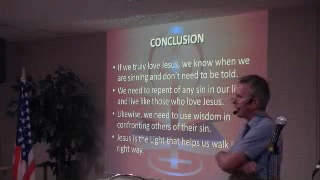 CONCLUSION
• If we truly love Jesus, we know when we
are sinning and don't need to be told.
• We need to repent of any sin in our li
and live like those who love Jesus.
• Likewise, we need to use wisdom in
confronting others of their sin.
• Jesus is the Light that helps us walk
right way.